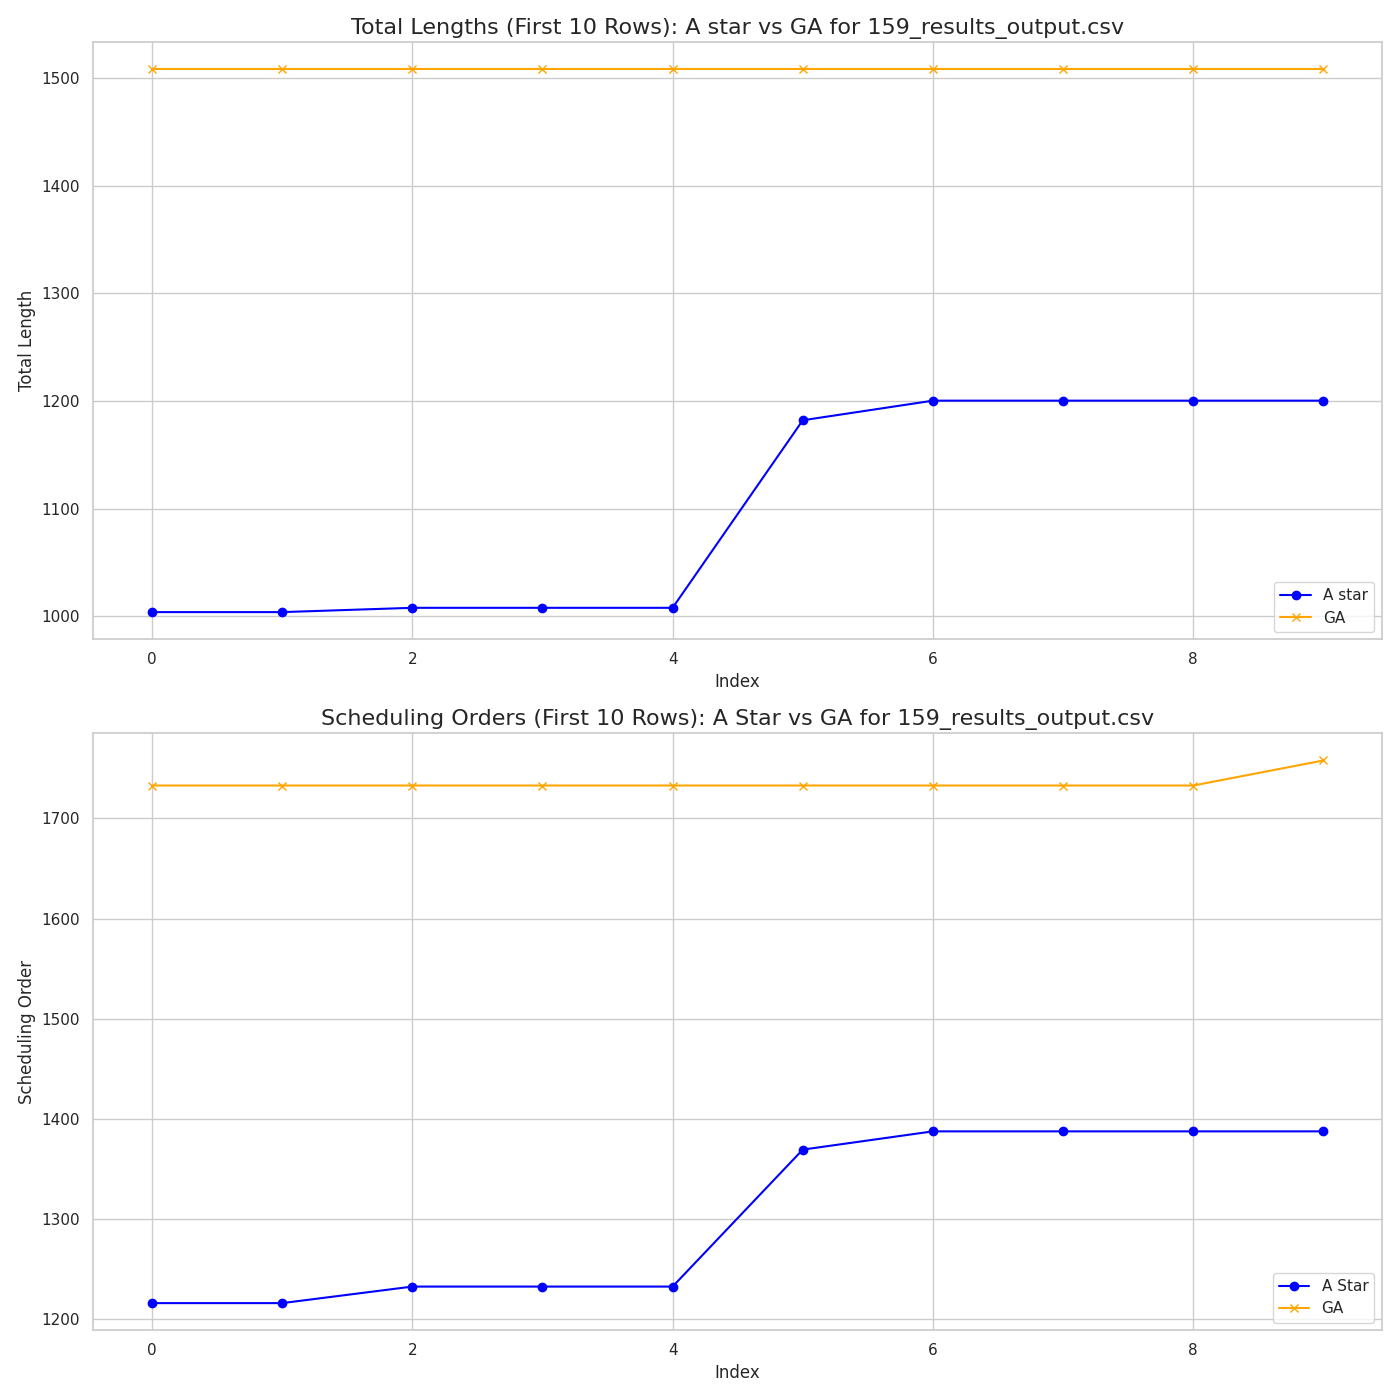 Total Lengths (First 10 Rows): A star vs GA for 159_results_output.csv
1500
1400
1300
1200
1100
1000
Total Length
A star
GA
0 2 4 6 8
Index
Scheduling Orders (First 10 Rows): A Star vs GA for 159_results_output.csv
1700
1600
1500
1400
1300
1200
Scheduling Order
A Star
GA
0 2 4 6 8
Index